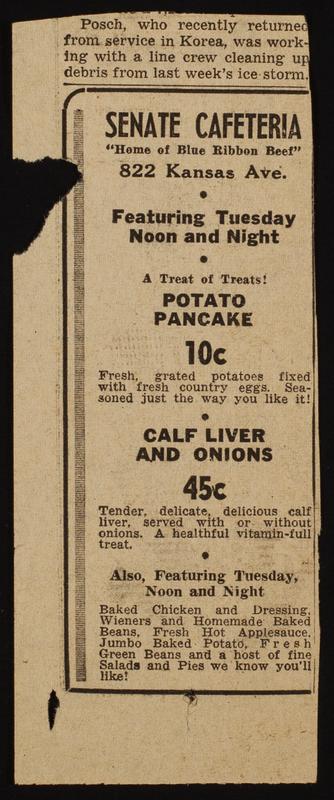 Posch, who recently returned
from service in Korea, was work-
ing with a line crew cleaning up
debris from last week's ice storm.
SENATE CAFETERIA
"Home of Blue Ribbon Beef"
822 Kansas Ave.
Featuring Tuesday
Noon and Night
A Treat of Treats!
POTATO
PANCAKE
10c
Fresh, grated potatoes fixed
with fresh country eggs. Sea-
soned just the way you like it!
CALF LIVER
AND ONIONS
45c
Tender, delicate, delicious calf
liver, served with or without
onions. A healthful vitamin-full
treat.
Also, Featuring Tuesday,
Noon and Night
Baked Chicken and Dressing,
Wieners and Homemade Baked
Beans, Fresh Hot Applesauce,
Jumbo Baked Potato, Fresh
Green Beans and a host of fine
Salads and Pies we know you'll
like!